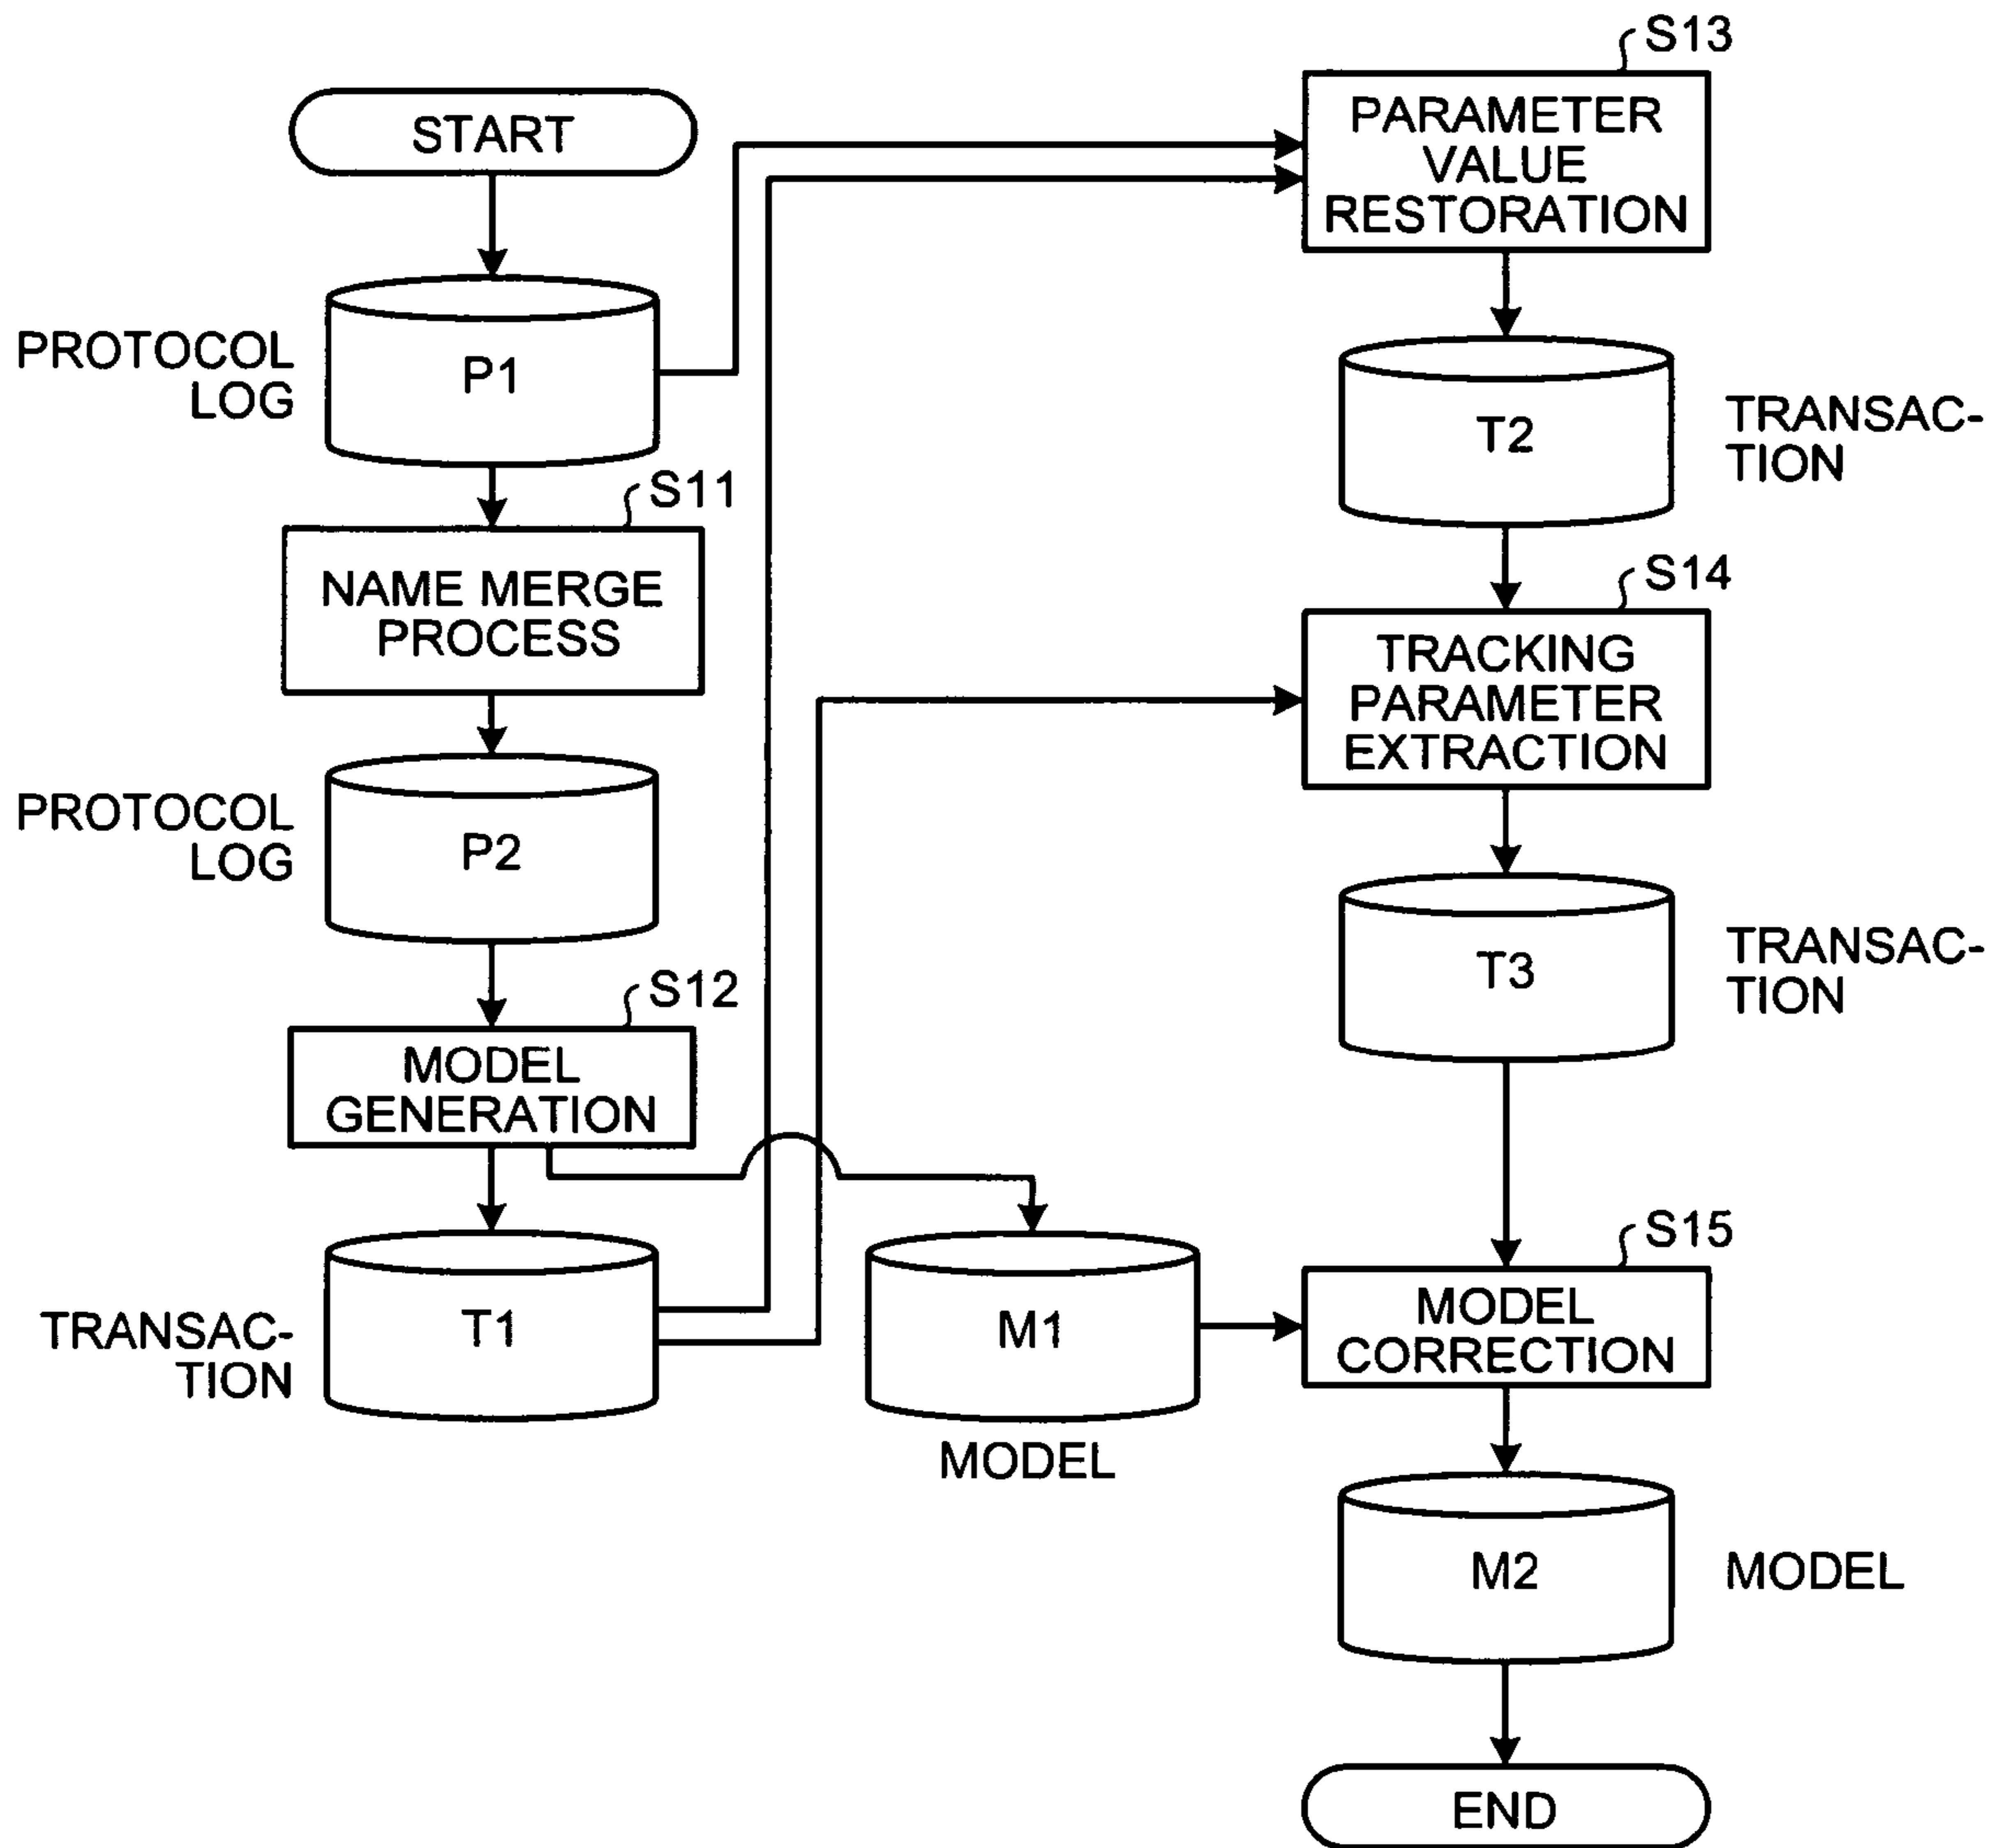 START
PROTOCOL
LOG
P1
S11
NAME MERGE
PROCESS
PROTOCOL
LOG
P2
S12
MODEL
GENERATION
TRANSAC-
TION
T1
M1
MODEL
S13
PARAMETER
VALUE
RESTORATION
T2
TRANSAC-
TION
S14
TRACKING
PARAMETER
EXTRACTION
T3
TRANSAC-
TION
S15
MODEL
CORRECTION
M2
MODEL
END